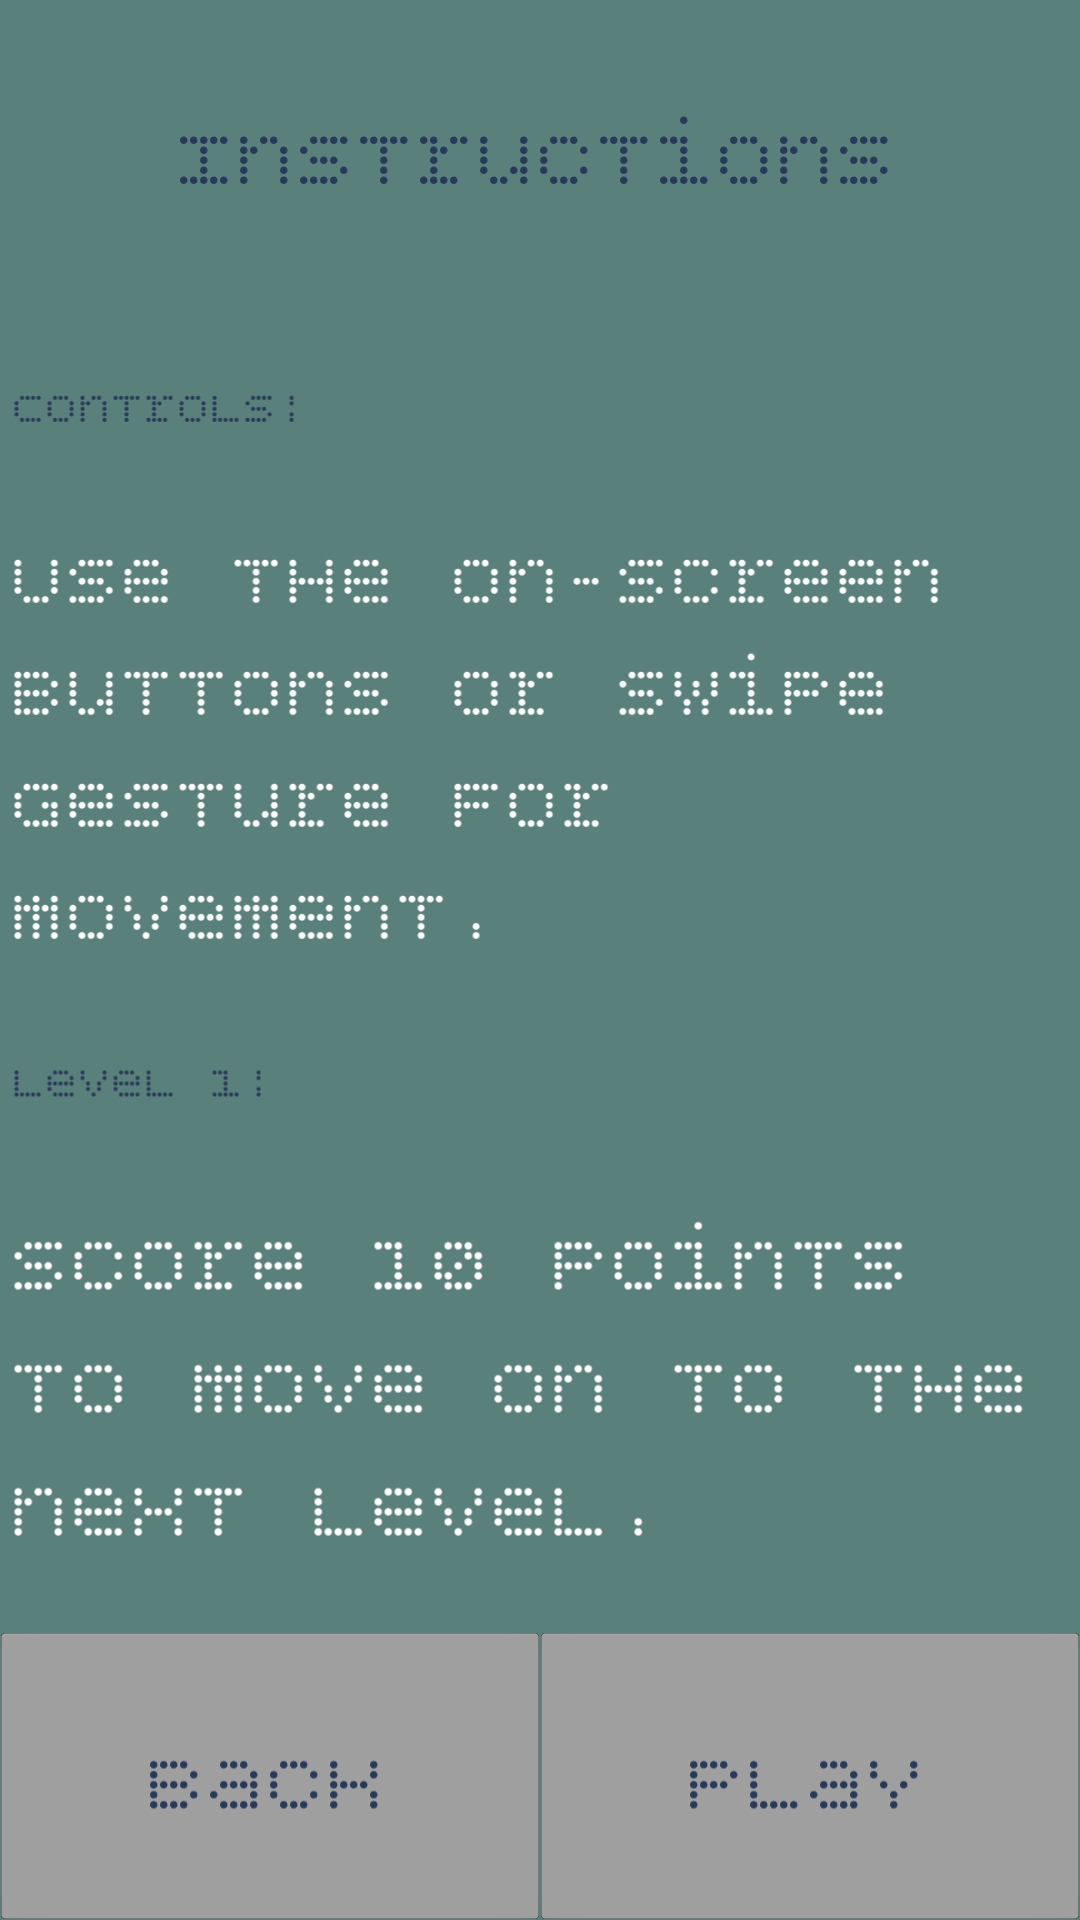 Instructions
Controls:
Use the on-screen
buttons or swipe
gesture for
movement.
Level 1:
Score 10 points
to move on to the
next level.
Back
Play